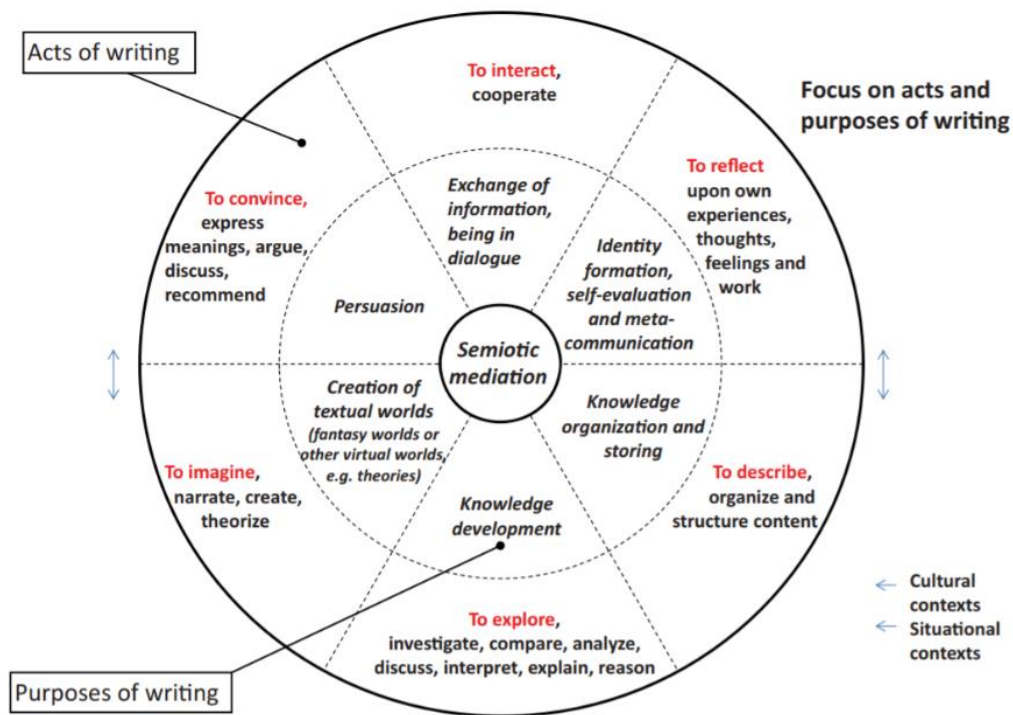 Acts of writing
To interact,
cooperate
Focus on acts and
purposes of writing
To convince,
express
meanings, argue,
discuss,
recommend
Exchange of
information,
being in
dialogue
To reflect
upon own
experiences,
thoughts,
feelings and
work
Persuasion
Identity
formation,
self-evaluation
and meta-
communication
Semiotic
mediation
Creation of
textual worlds
(fantasy worlds or
other virtual worlds,
e.g. theories)
Knowledge
organization and
storing
To imagine,
narrate, create,
theorize
Knowledge
development
To describe,
organize and
structure content
To explore,
investigate, compare, analyze,
discuss, interpret, explain, reason
Cultural
contexts
Situational
contexts
Purposes of writing